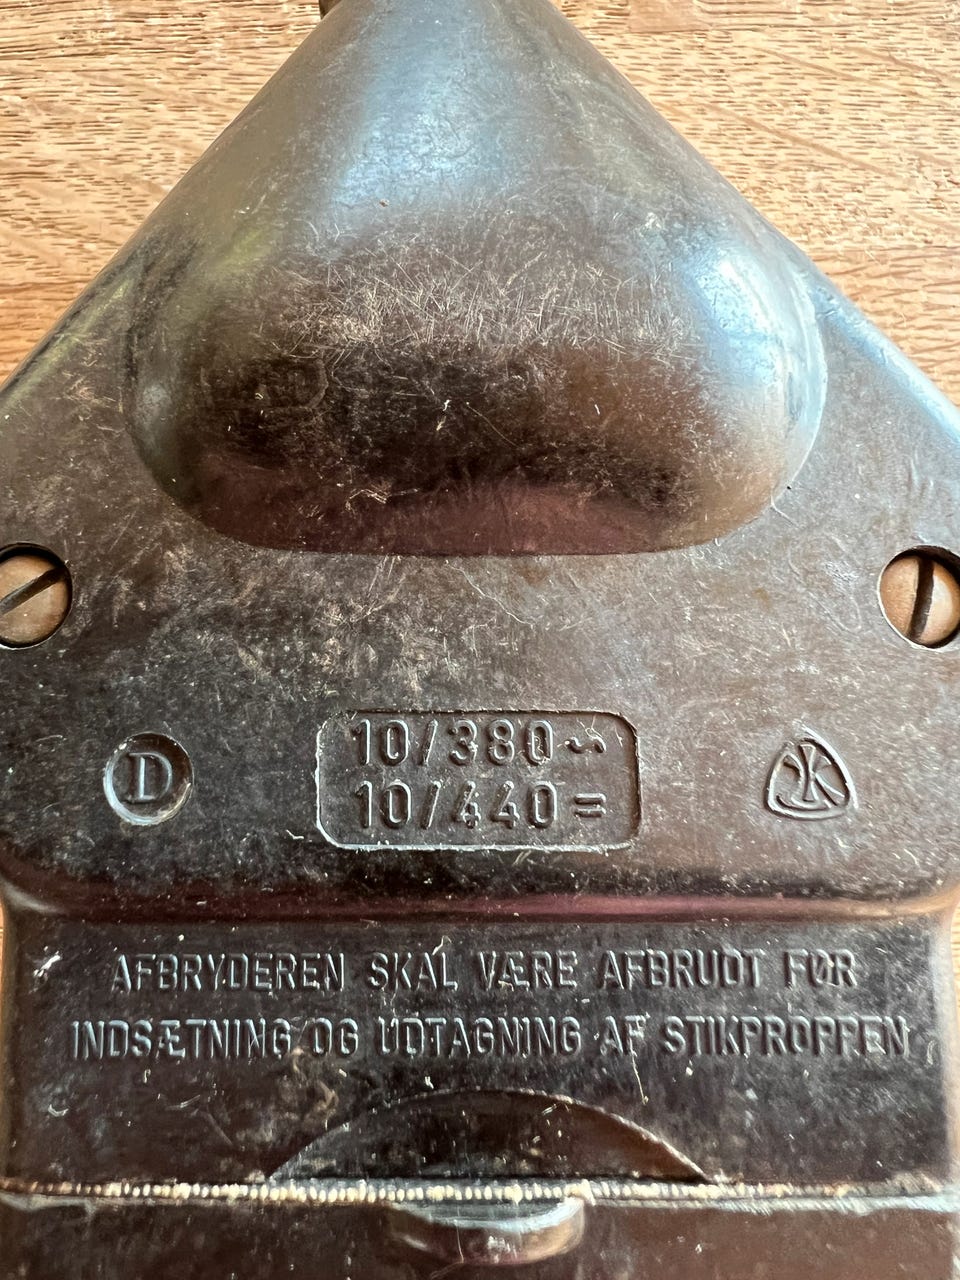 10/380~
10/440=
D
AFBRYDEREN SKAL VÆRE AFBRUDT FØR
INDSÆTNING OG UDTAGNING AF STIKPROPPEN